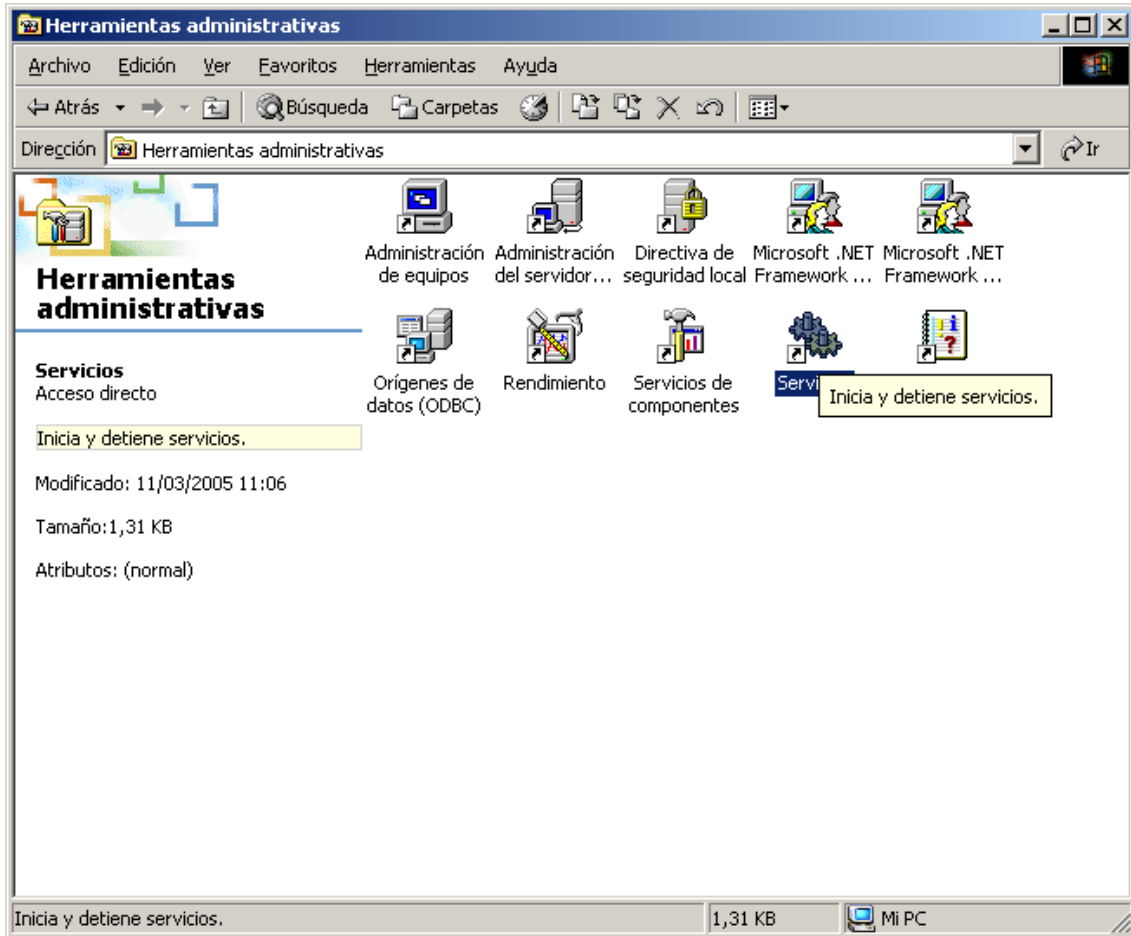 Herramientas administrativas
Archivo Edición Ver Favoritos Herramientas Ayuda
Atrás Búsqueda Carpetas
Dirección Herramientas administrativas Ir
Herramientas
administrativas
Servicios
Acceso directo
Inicia y detiene servicios.
Modificado: 11/03/2005 11:06
Tamaño:1,31 KB
Atributos: (normal)
Administración
de equipos
Administración
del servidor...
Directiva de
seguridad local
Microsoft .NET
Framework ...
Microsoft .NET
Framework ...
Orígenes de
datos (ODBC)
Rendimiento
Servicios de
componentes
Inicia y detiene servicios.
Inicia y detiene servicios. 1,31 KB Mi PC